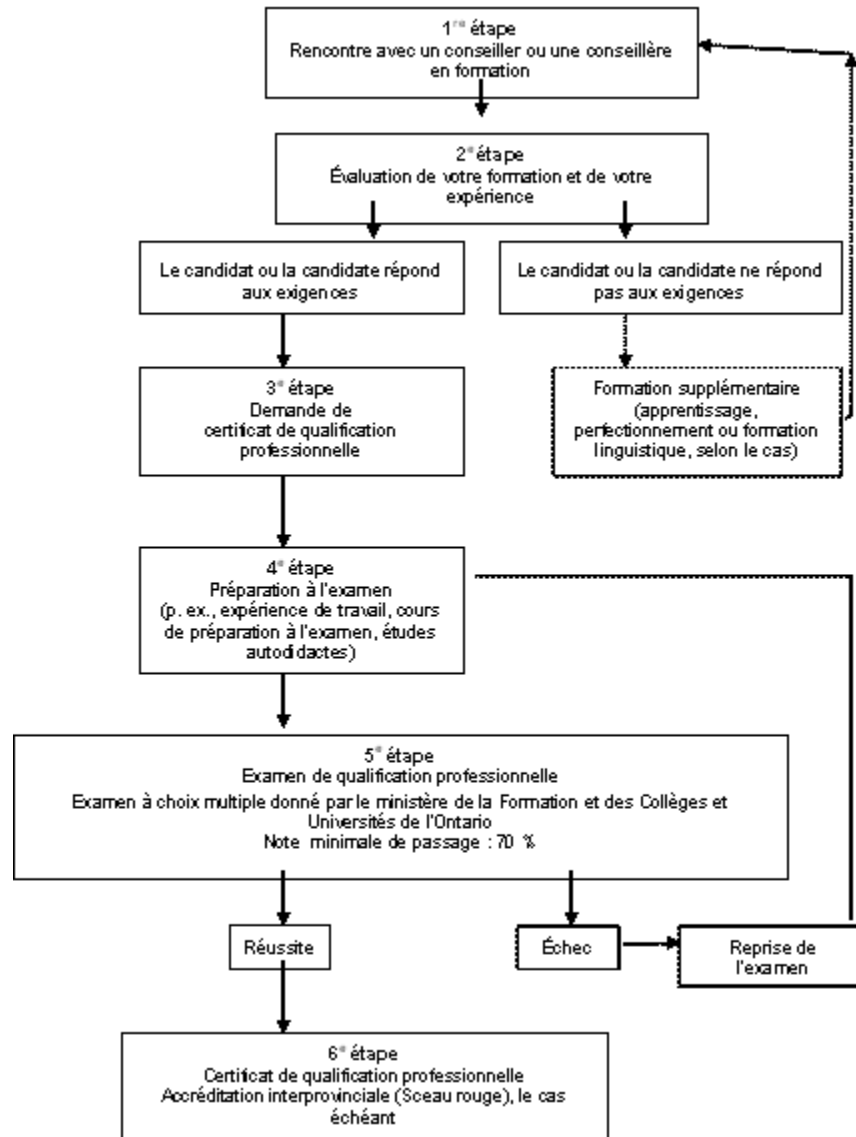 1re étape
Rencontre avec un conseiller ou une conseillère
en formation
2e étape
Évaluation de votre formation et de votre
expérience
Le candidat ou la candidate répond
aux exigences
Le candidat ou la candidate ne répond
pas aux exigences
3e étape
Demande de
certificat de qualification
professionnelle
Formation supplémentaire
(apprentissage,
perfectionnement ou formation
linguistique, selon le cas)
4e étape
Préparation à l'examen
(p. ex., expérience de travail, cours
de préparation à l'examen, études
autodidactes)
5e étape
Examen de qualification professionnelle
Examen à choix multiple donné par le ministère de la Formation et des Collèges et
Universités de l'Ontario
Note minimale de passage : 70 %
Réussite
Échec
Reprise de
l'examen
6e étape
Certificat de qualification professionnelle
Accréditation interprovinciale (Sceau rouge), le cas
échéant